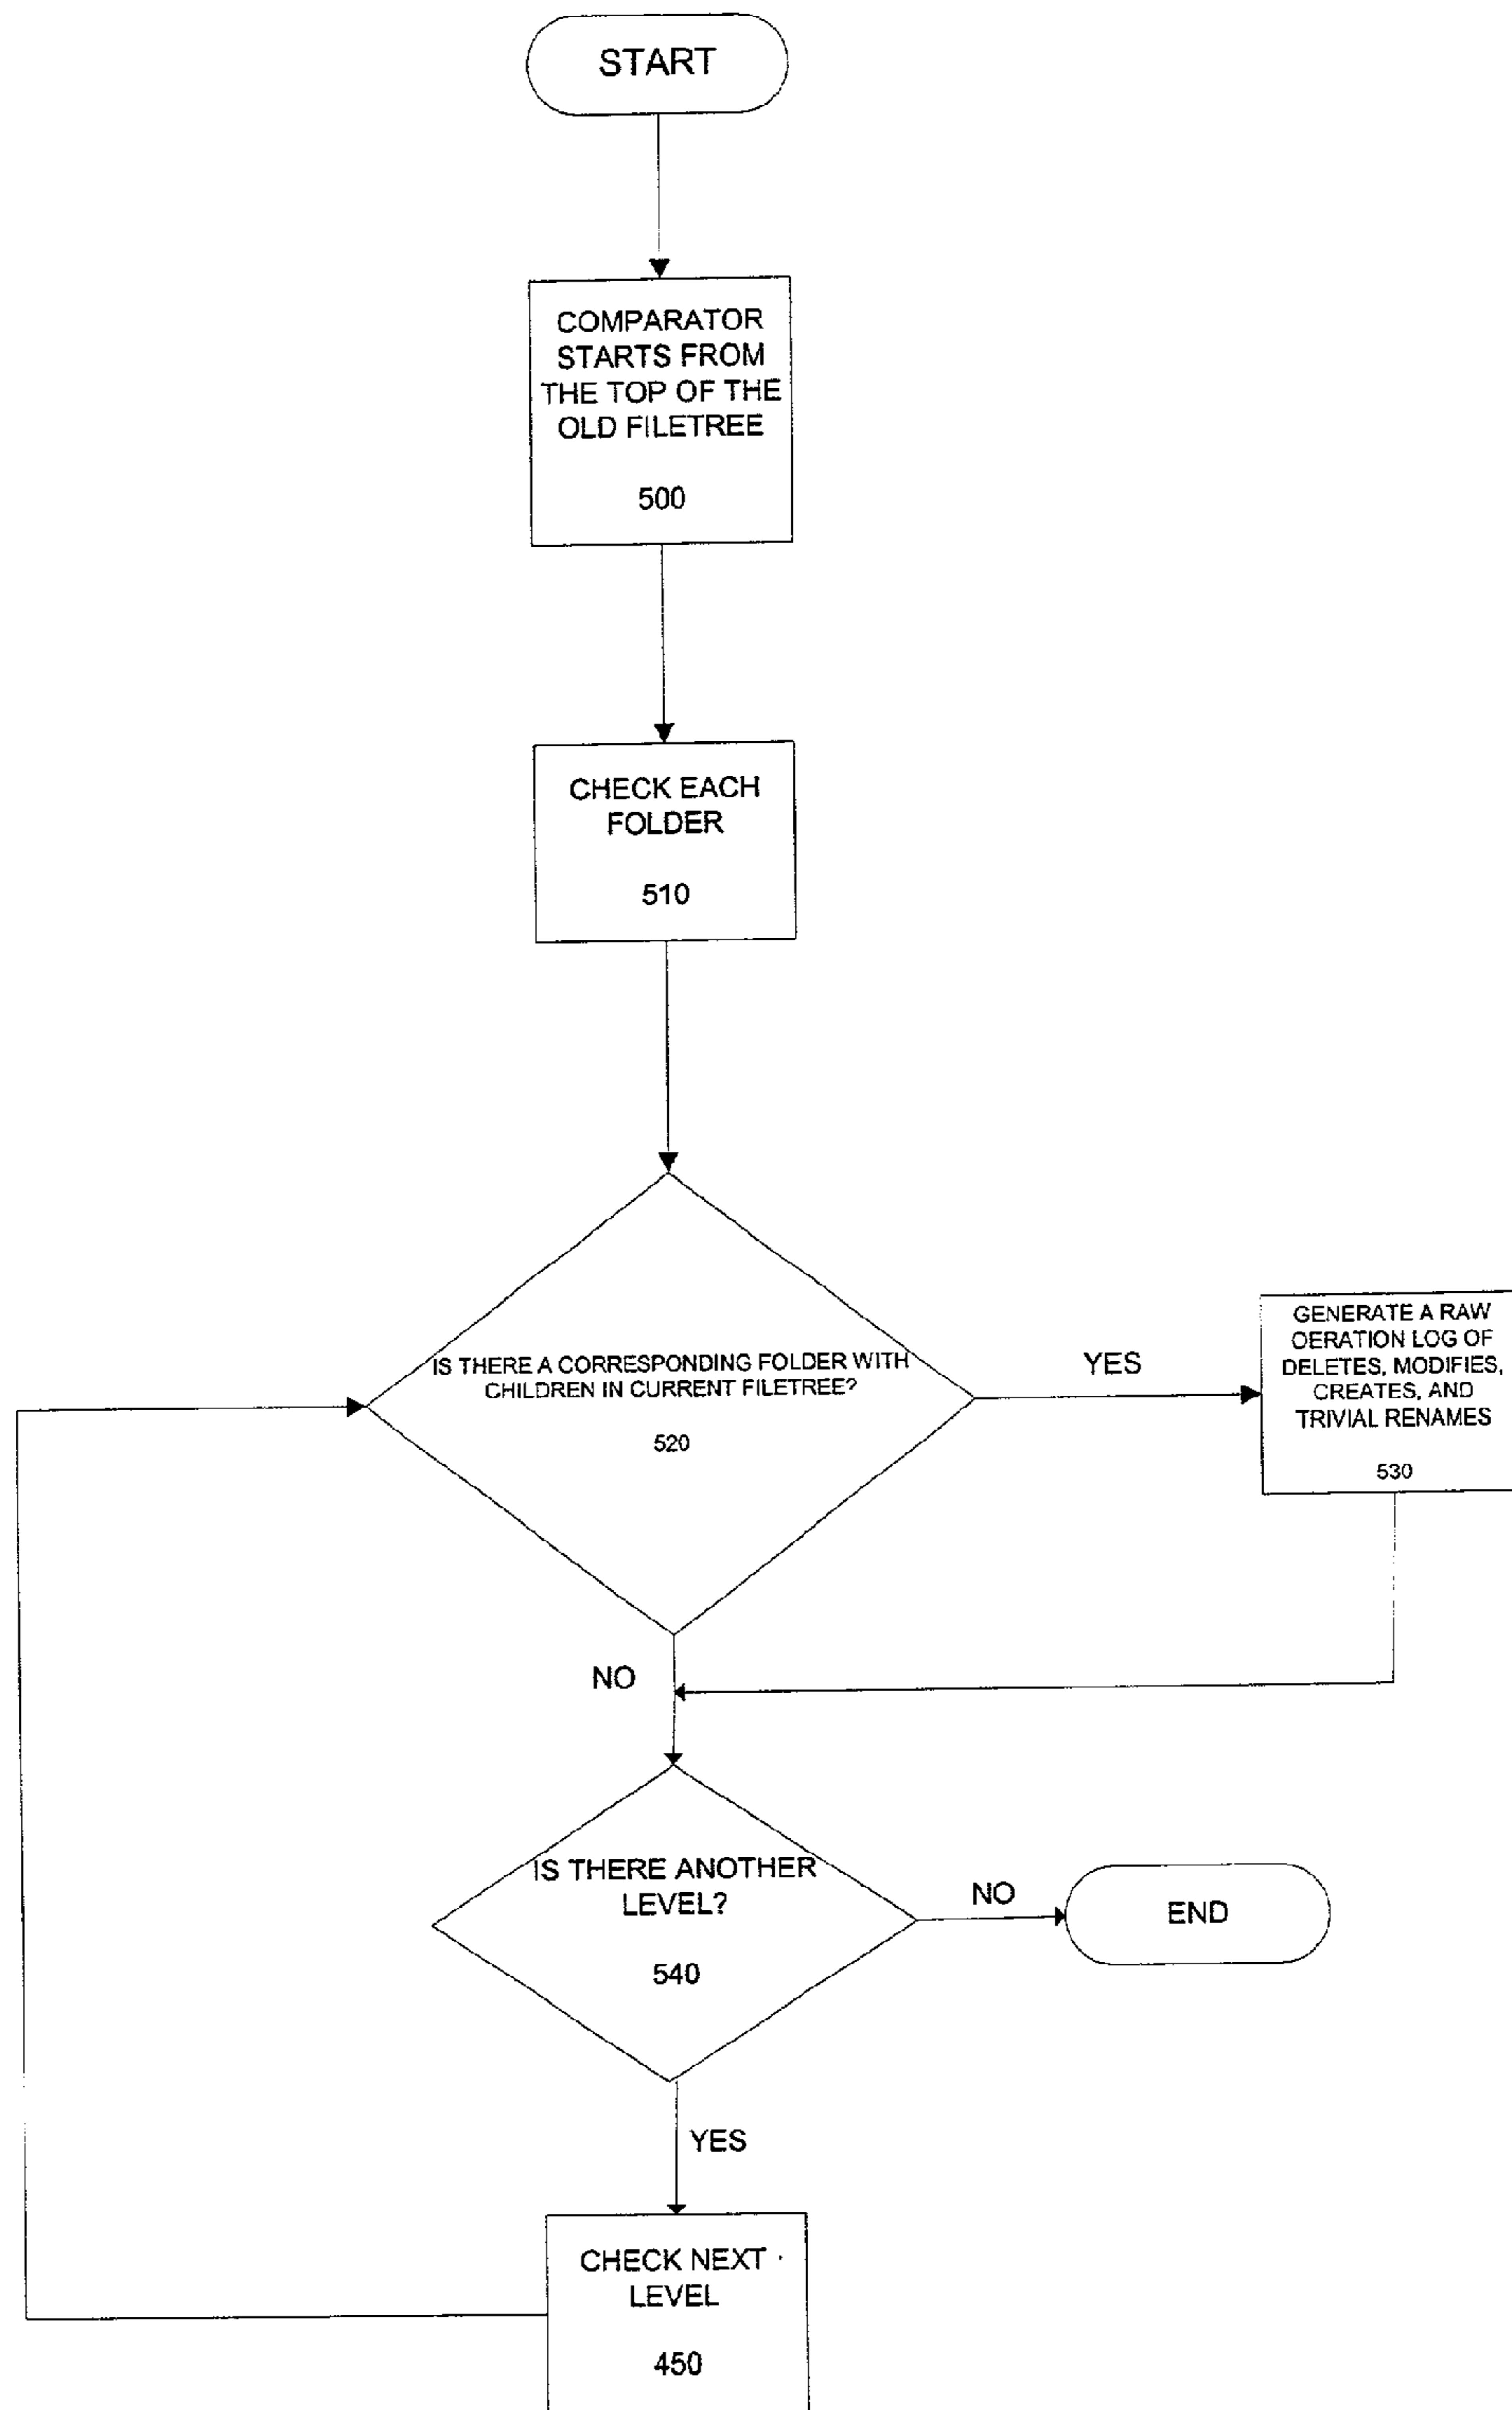 START
COMPARATOR
STARTS FROM
THE TOP OF THE
OLD FILETREE
500
CHECK EACH
FOLDER
510
IS THERE A CORRESPONDING FOLDER WITH
CHILDREN IN CURRENT FILETREE?
520
YES
GENERATE A RAW
OERATION LOG OF
DELETES, MODIFIES,
CREATES, AND
TRIVIAL RENAMES
530
NO
IS THERE ANOTHER
LEVEL?
540
NO
END
YES
CHECK NEXT
LEVEL
450